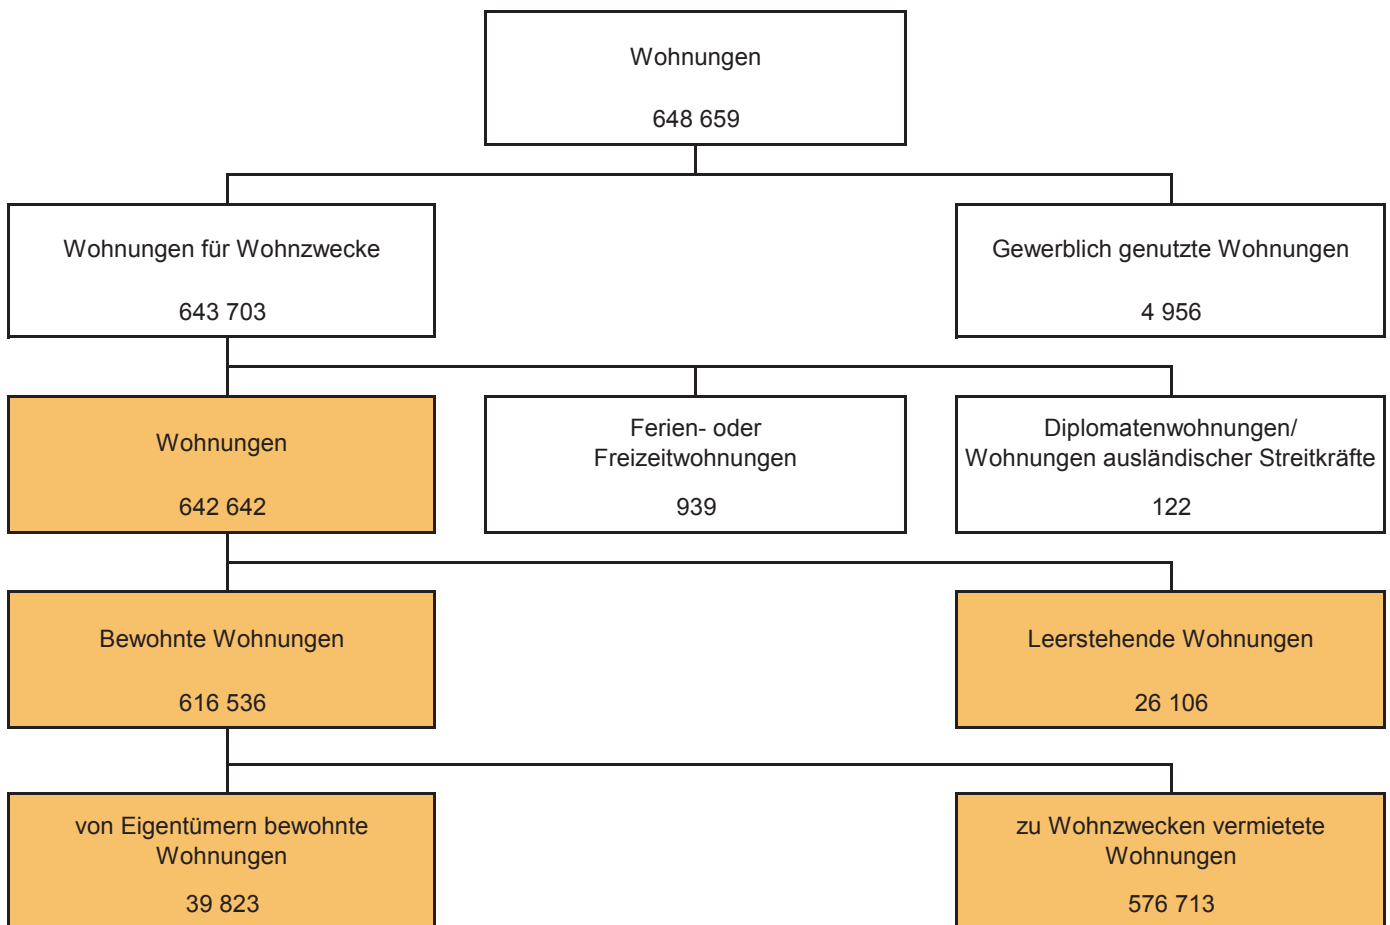 Wohnungen
648 659
Wohnungen für Wohnzwecke
643 703
Gewerblich genutzte Wohnungen
4 956
Wohnungen
642 642
Ferien- oder
Freizeitwohnungen
939
Diplomatenwohnungen/
Wohnungen ausländischer Streitkräfte
122
Bewohnte Wohnungen
616 536
Leerstehende Wohnungen
26 106
von Eigentümern bewohnte
Wohnungen
39 823
zu Wohnzwecken vermietete
Wohnungen
576 713